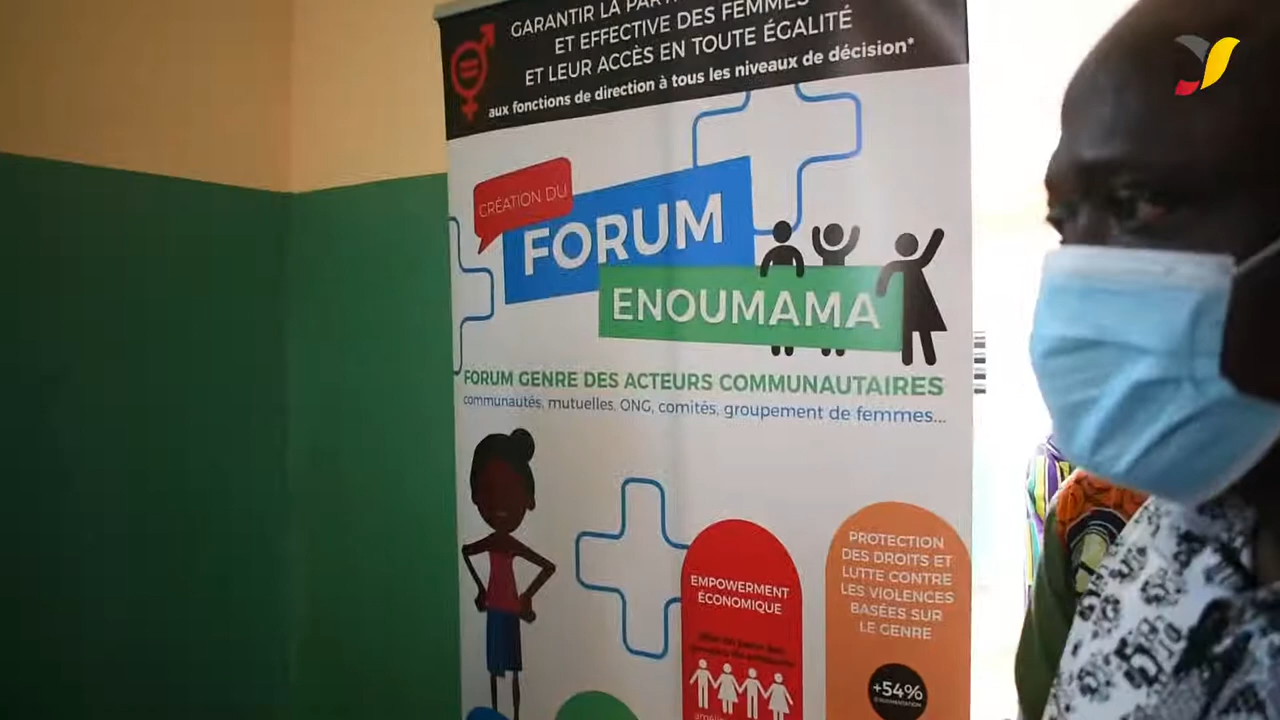 GARANTIR LA
ET EFFECTIVE DES FEMMES
ET LEUR ACCÈS EN TOUTE ÉGALITÉ
aux fonctions de direction à tous les niveaux de décision*
CRÉATION DU
FORUM
ENOUMAMA
FORUM GENRE DES ACTEURS COMMUNAUTAIRES
communautés, mutuelles, ONG, comités, groupement de femmes...
EMPOWERMENT
ÉCONOMIQUE
PROTECTION
DES DROITS ET
LUTTE CONTRE
LES VIOLENCES
BASÉES SUR
LE GENRE
+54%
D'AUGMENTATION